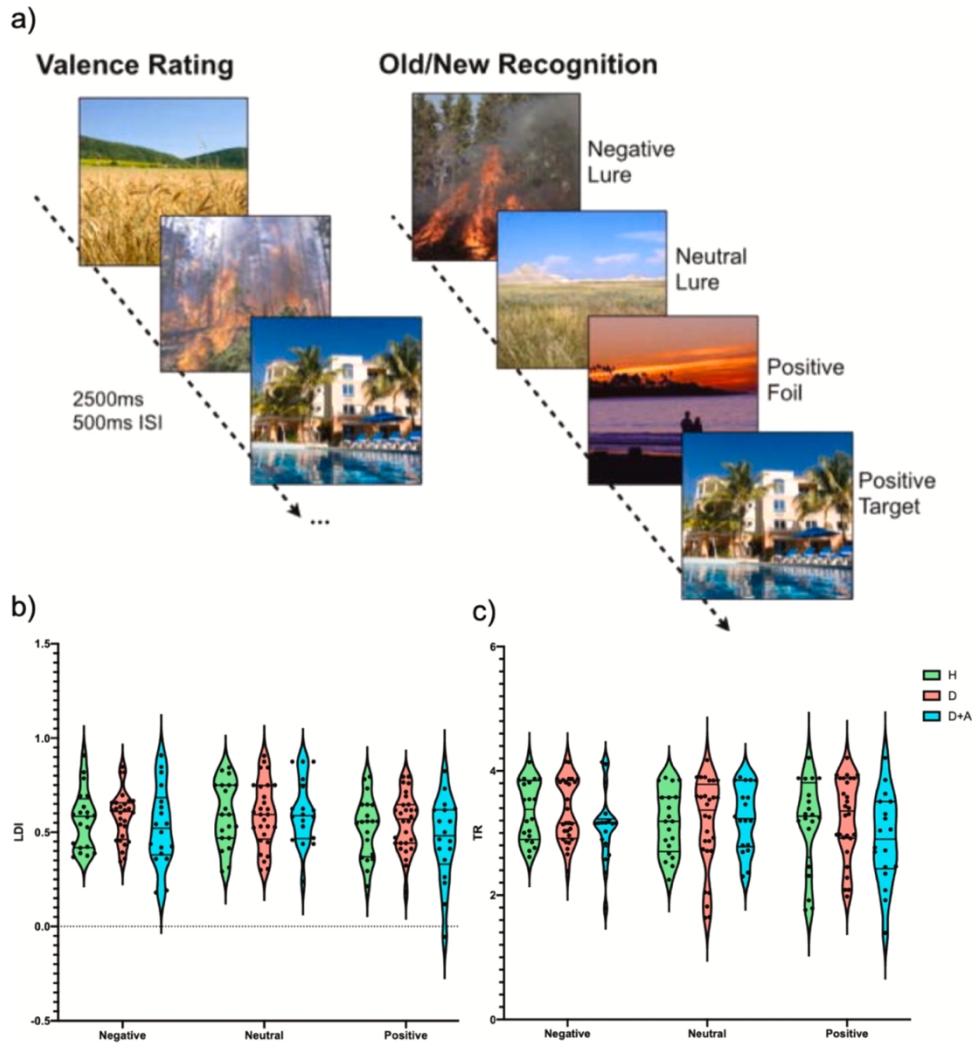 a)
Valence Rating
2500ms
500ms ISI
...
Old/New Recognition
Negative
Lure
Neutral
Lure
Positive
Foil
Positive
Target
b)
1.5
1.0
0.5
0.0
-0.5
LDI
Negative
Neutral
Positive
c)
6
4
2
0
TR
Negative
Neutral
Positive
H
D
D+A